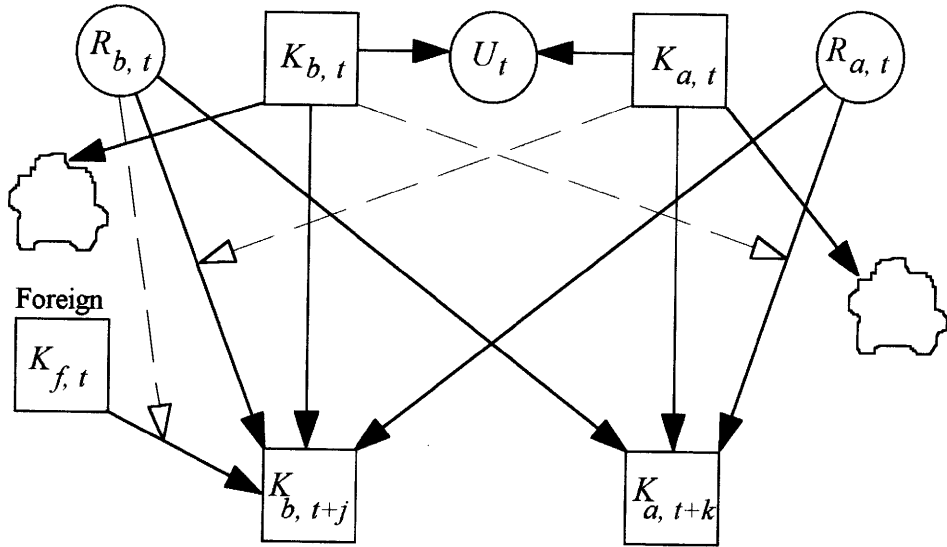 R_{b, t}
K_{b, t}
U_t
K_{a, t}
R_{a, t}
Foreign
K_{f, t}
K_{b, t+j}
K_{a, t+k}